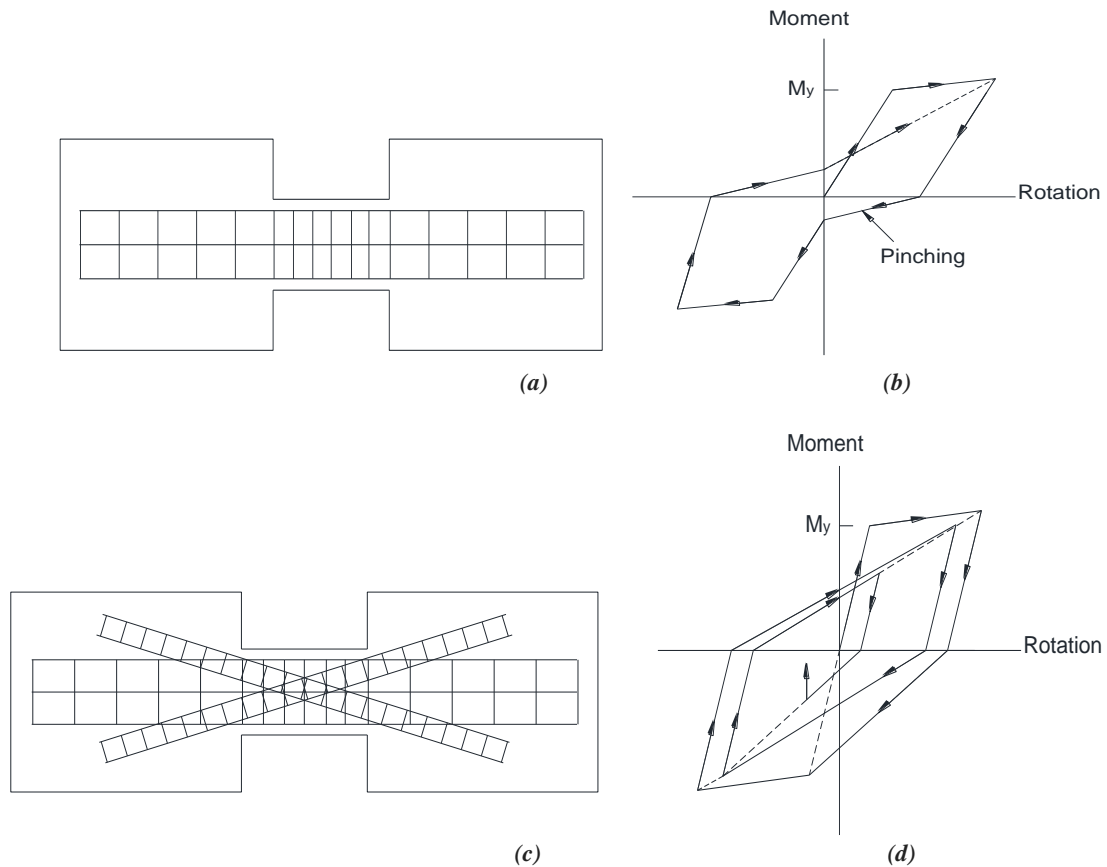 Moment
My
Rotation
Pinching
(a)
(b)
Moment
My
Rotation
(c)
(d)